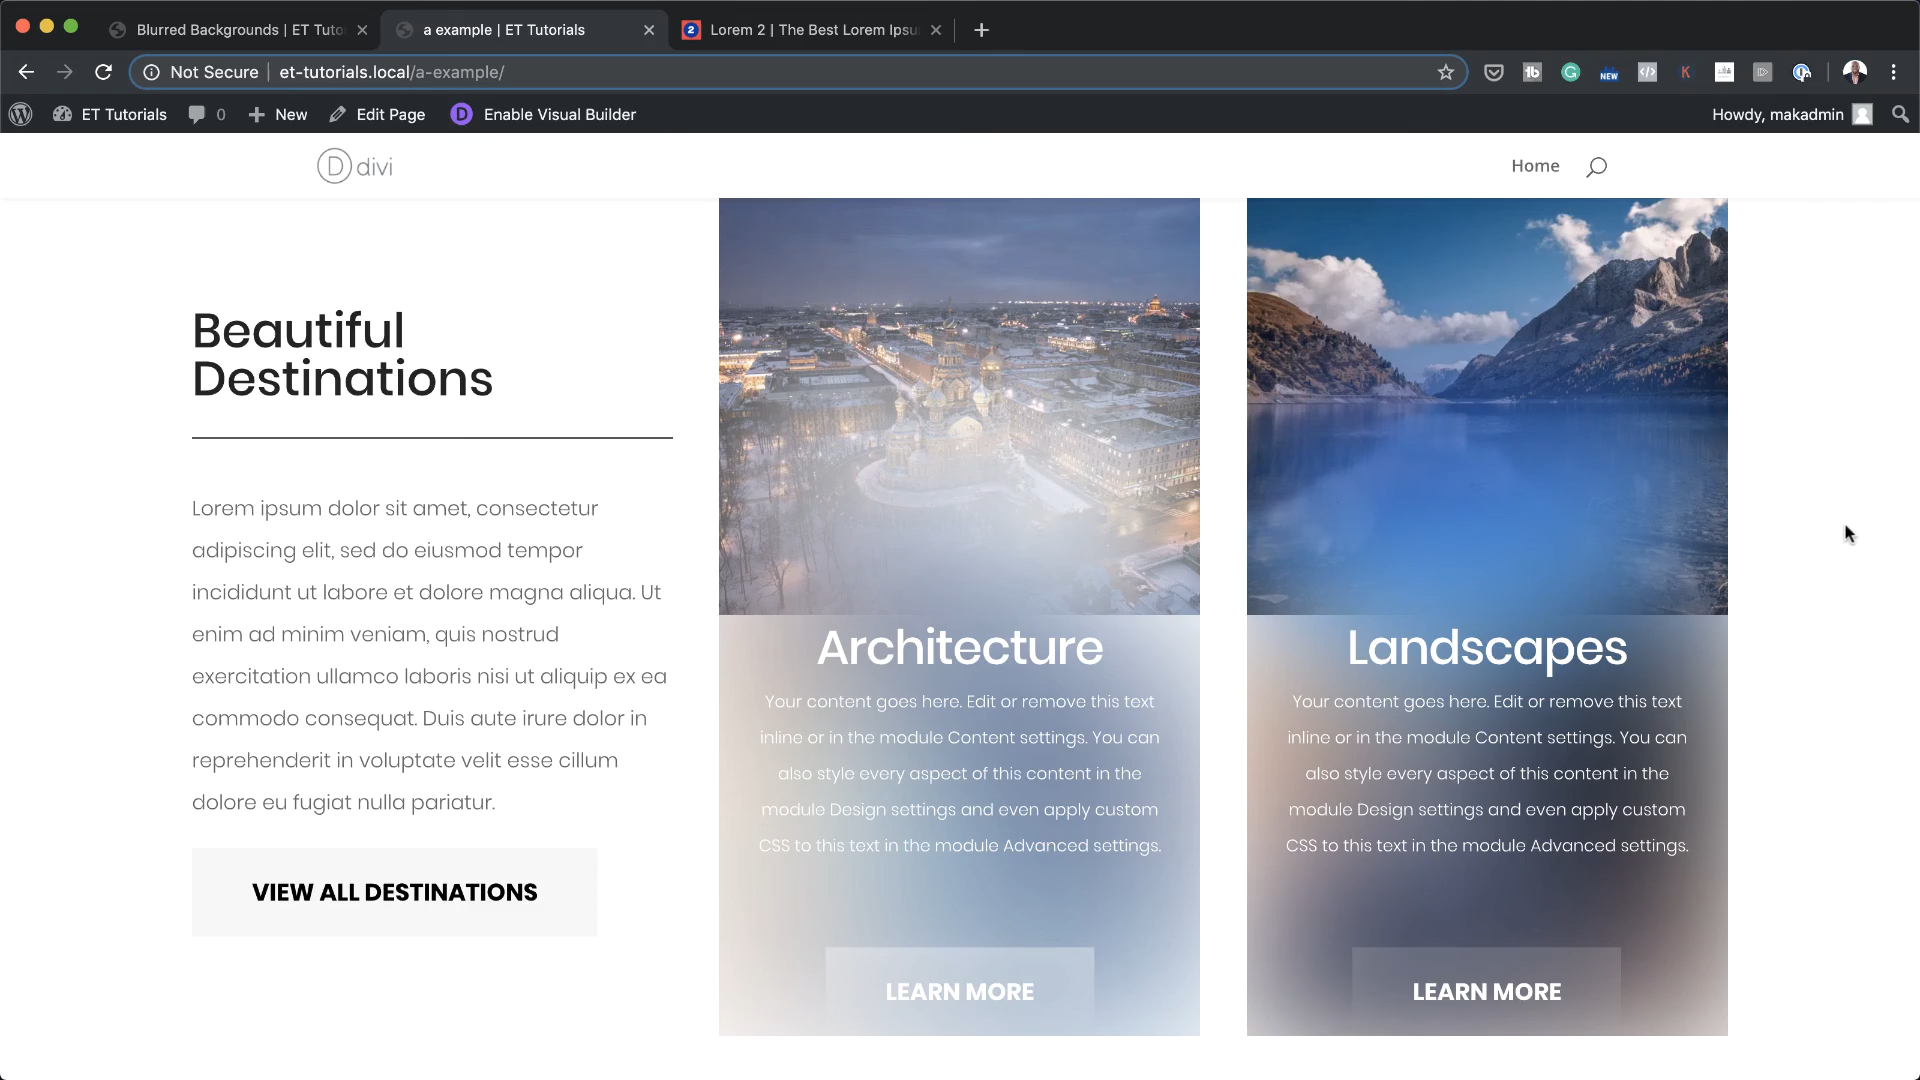 Blurred Backgrounds | ET Tuto
a example | ET Tutorials
2 Lorem 2 | The Best Lorem Ipsu
Not Secure | et-tutorials.local/a-example/
NEW
ET Tutorials
0
New
Edit Page
D Enable Visual Builder
Howdy, makadmin
D divi
Home
Beautiful
Destinations
Lorem ipsum dolor sit amet, consectetur
adipiscing elit, sed do eiusmod tempor
incididunt ut labore et dolore magna aliqua. Ut
enim ad minim veniam, quis nostrud
exercitation ullamco laboris nisi ut aliquip ex ea
commodo consequat. Duis aute irure dolor in
reprehenderit in voluptate velit esse cillum
dolore eu fugiat nulla pariatur.
VIEW ALL DESTINATIONS
Architecture
Your content goes here. Edit or remove this text
inline or in the module Content settings. You can
also style every aspect of this content in the
module Design settings and even apply custom
CSS to this text in the module Advanced settings.
LEARN MORE
Landscapes
Your content goes here. Edit or remove this text
inline or in the module Content settings. You can
also style every aspect of this content in the
module Design settings and even apply custom
CSS to this text in the module Advanced settings.
LEARN MORE